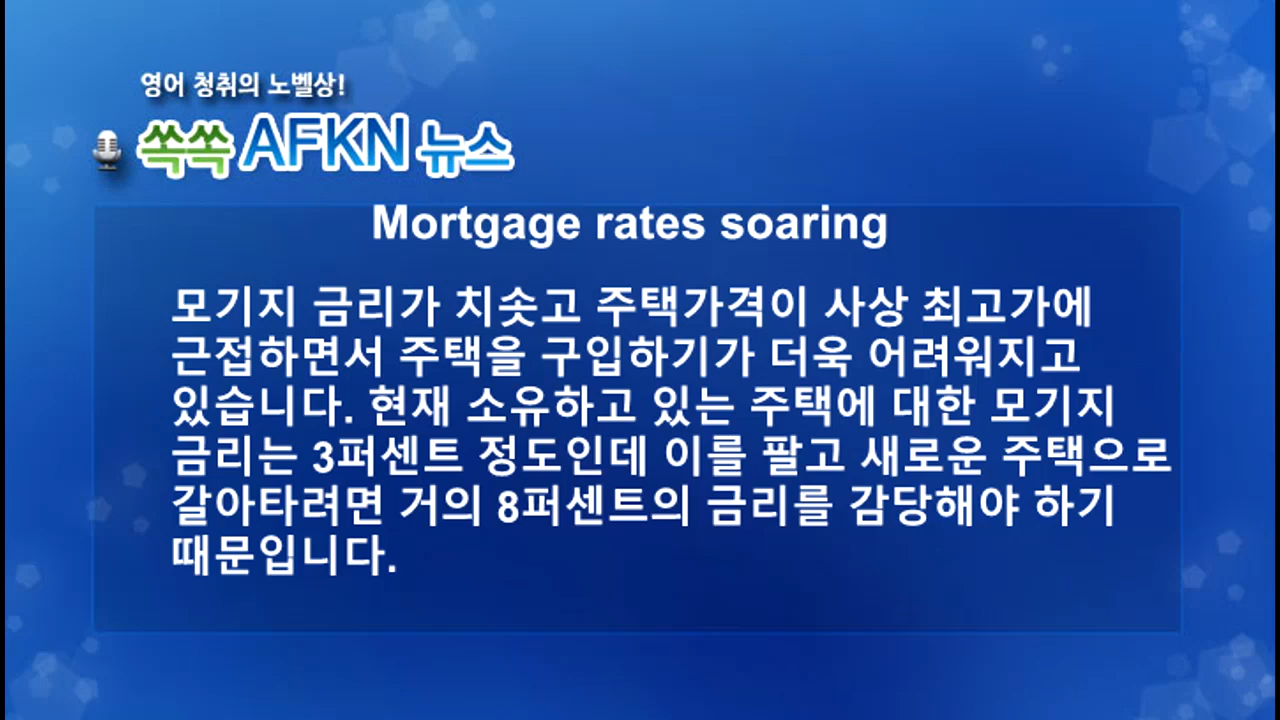 영어 청취의 노벨상!
쏙쏙 AFKN 뉴스
Mortgage rates soaring
모기지 금리가 치솟고 주택가격이 사상 최고가에
근접하면서 주택을 구입하기가 더욱 어려워지고
있습니다. 현재 소유하고 있는 주택에 대한 모기지
금리는 3퍼센트 정도인데 이를 팔고 새로운 주택으로
갈아타려면 거의 8퍼센트의 금리를 감당해야 하기
때문입니다.